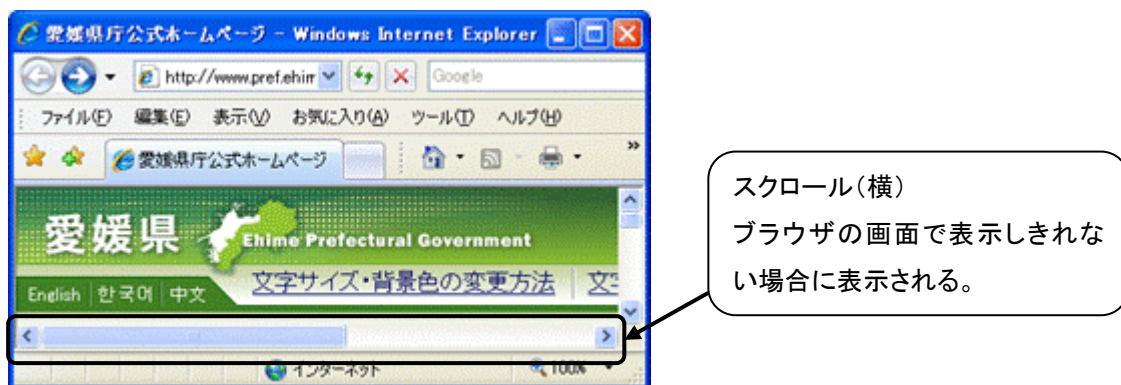 愛媛県庁公式ホームページ - Windows Internet Explorer
http://www.pref.ehim
Google
ファイル(F) 編集(E) 表示(V) お気に入り(A) ツール(T) ヘルプ(H)
愛媛県庁公式ホームページ
»
愛媛県
Ehime Prefectural Government
English 한국어 中文
文字サイズ・背景色の変更方法
インターネット
100%
スクロール(横)
ブラウザの画面で表示しきれな
い場合に表示される。